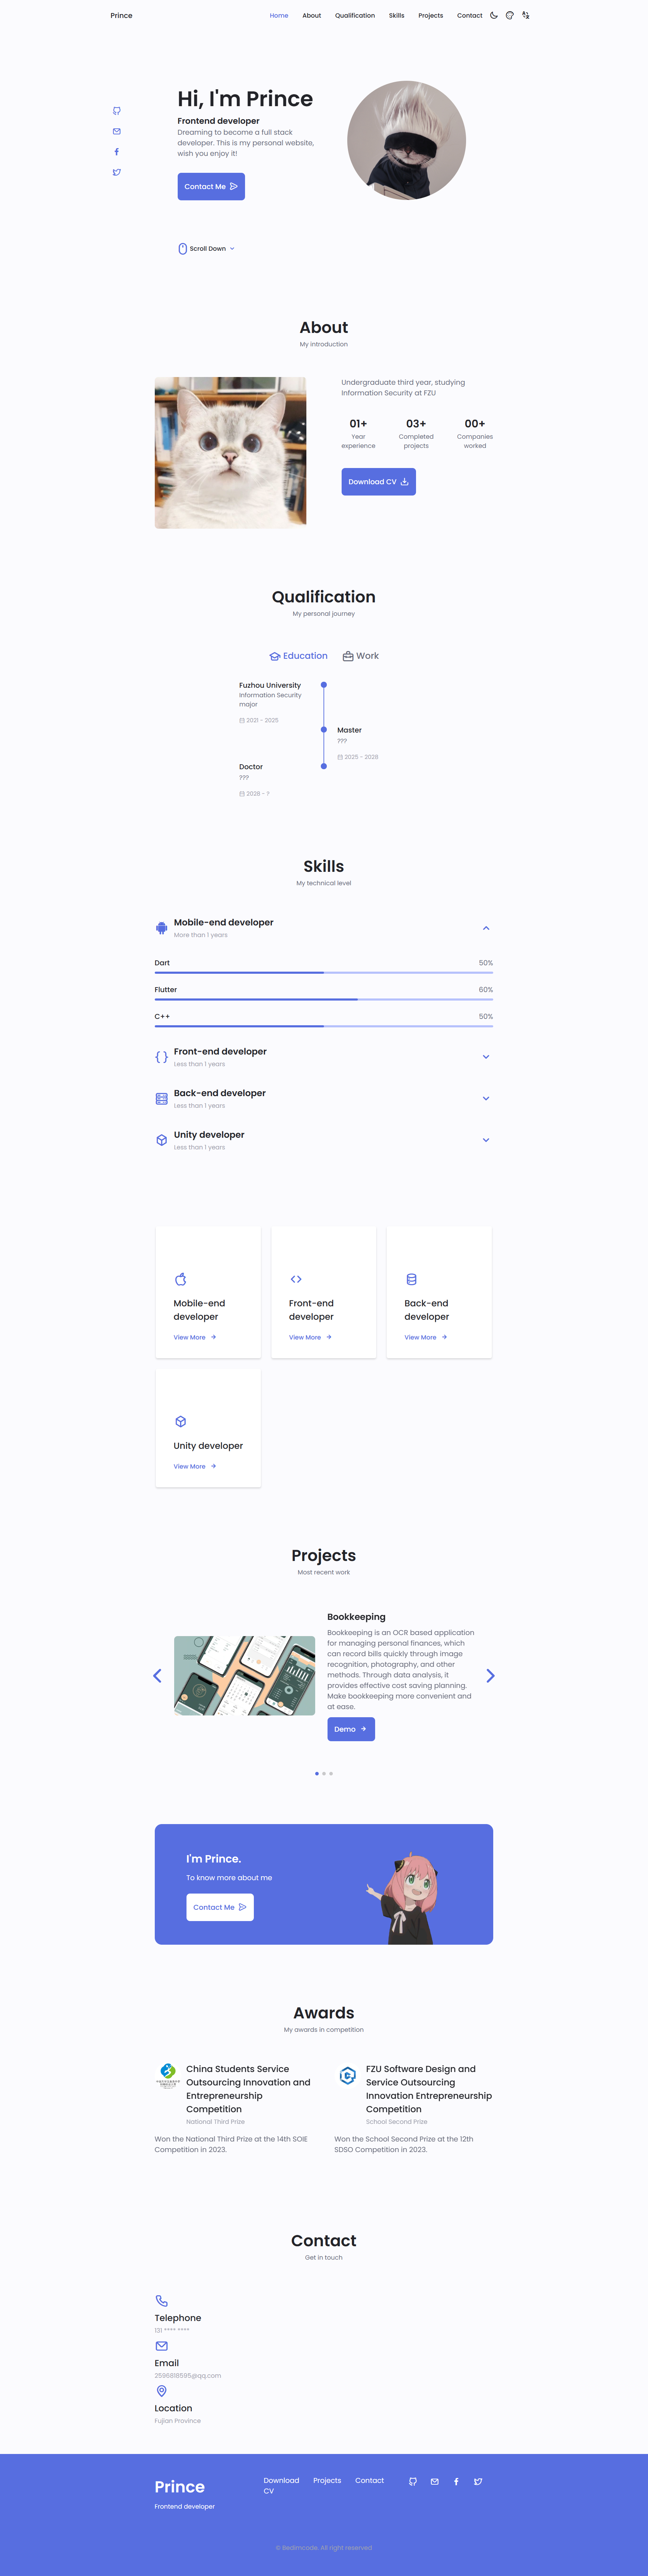 Prince
Home About Qualification Skills Projects Contact
Hi, I'm Prince
Frontend developer
Dreaming to become a full stack
developer. This is my personal website,
wish you enjoy it!
Contact Me
Scroll Down
About
My introduction
Undergraduate third year, studying
Information Security at FZU
01+ 03+ 00+
Year Completed Companies
experience projects worked
Download CV
Qualification
My personal journey
Education Work
Fuzhou University
Information Security
major
2021 - 2025
Master
???
2025 - 2028
Doctor
???
2028 - ?
Skills
My technical level
Mobile-end developer
More than 1 years
Dart 50%
Flutter 60%
C++ 50%
Front-end developer
Less than 1 years
Back-end developer
Less than 1 years
Unity developer
Less than 1 years
Mobile-end
developer
View More
Front-end
developer
View More
Back-end
developer
View More
Unity developer
View More
Projects
Most recent work
Bookkeeping
Bookkeeping is an OCR based application
for managing personal finances, which
can record bills quickly through image
recognition, photography, and other
methods. Through data analysis, it
provides effective cost saving planning.
Make bookkeeping more convenient and
at ease.
Demo
I'm Prince.
To know more about me
Contact Me
Awards
My awards in competition
China Students Service
Outsourcing Innovation and
Entrepreneurship
Competition
National Third Prize
Won the National Third Prize at the 14th SOIE
Competition in 2023.
FZU Software Design and
Service Outsourcing
Innovation Entrepreneurship
Competition
School Second Prize
Won the School Second Prize at the 12th
SDSO Competition in 2023.
Contact
Get in touch
Telephone
131 **** ****
Email
2596818595@qq.com
Location
Fujian Province
Prince
Frontend developer
Download
CV
Projects
Contact
© Bedimcode. All right reserved